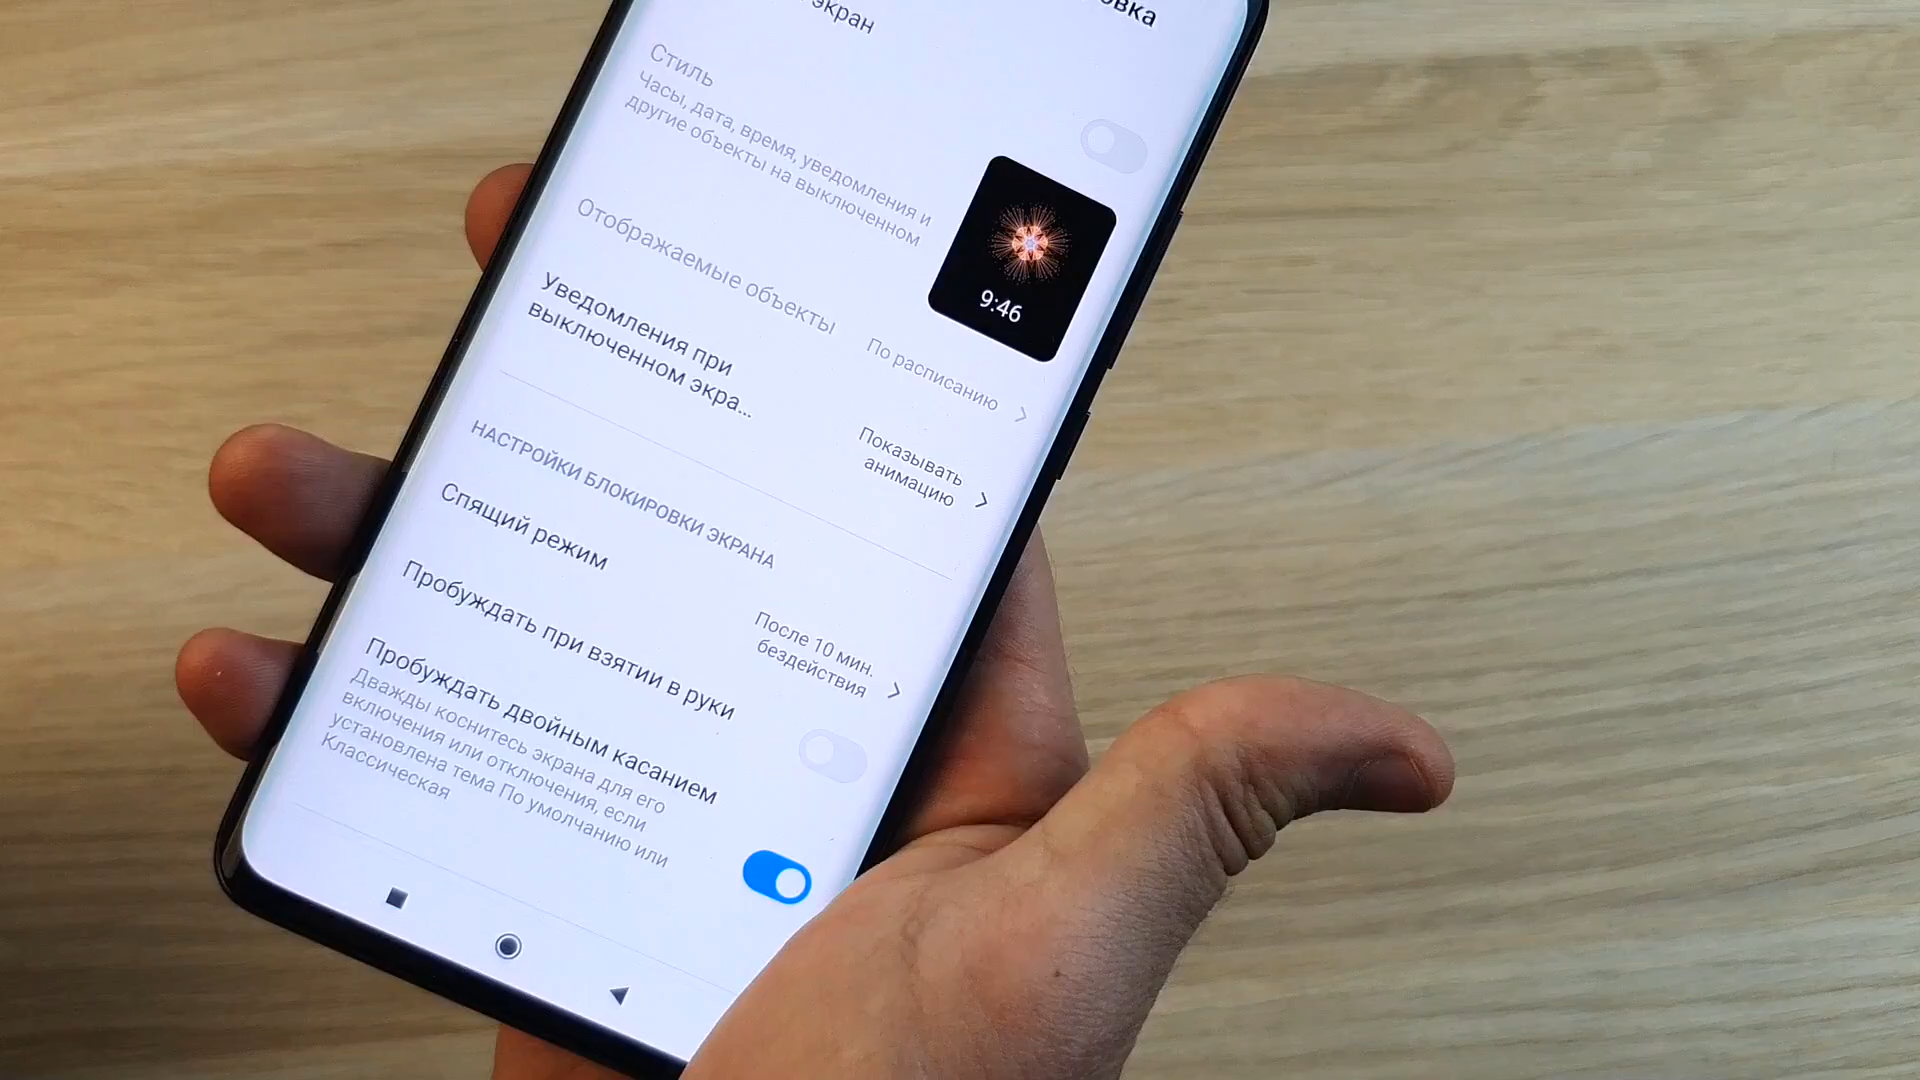 экран
Стиль
Часы, дата, время, уведомления и
другие объекты на выключенном
9:46
Отображаемые объекты
По расписанию
Уведомления при
выключенном экра...
Показывать
анимацию
НАСТРОЙКИ БЛОКИРОВКИ ЭКРАНА
Спящий режим
После 10 мин.
бездействия
Пробуждать при взятии в руки
Пробуждать двойным касанием
Дважды коснитесь экрана для его
включения или отключения, если
установлена тема По умолчанию или
Классическая